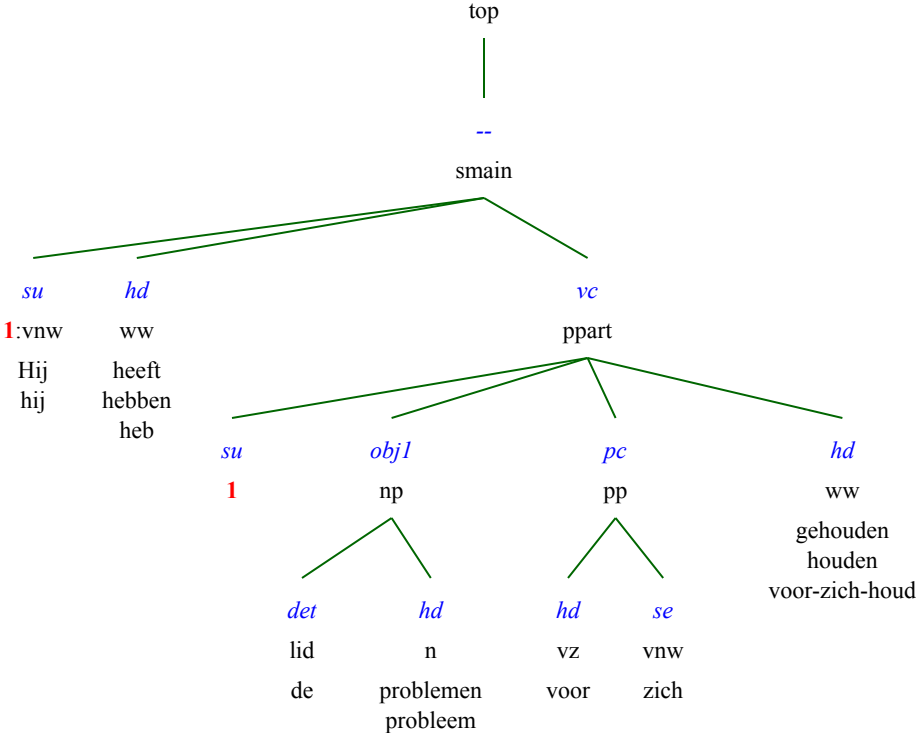 top
--
smain
su hd vc
1:vnw ww ppart
Hij heeft
hij hebben
heb
su obj1 pc hd
1 np pp ww
gehouden
houden
voor-zich-houd
det hd hd se
lid n vz vnw
de problemen voor zich
probleem